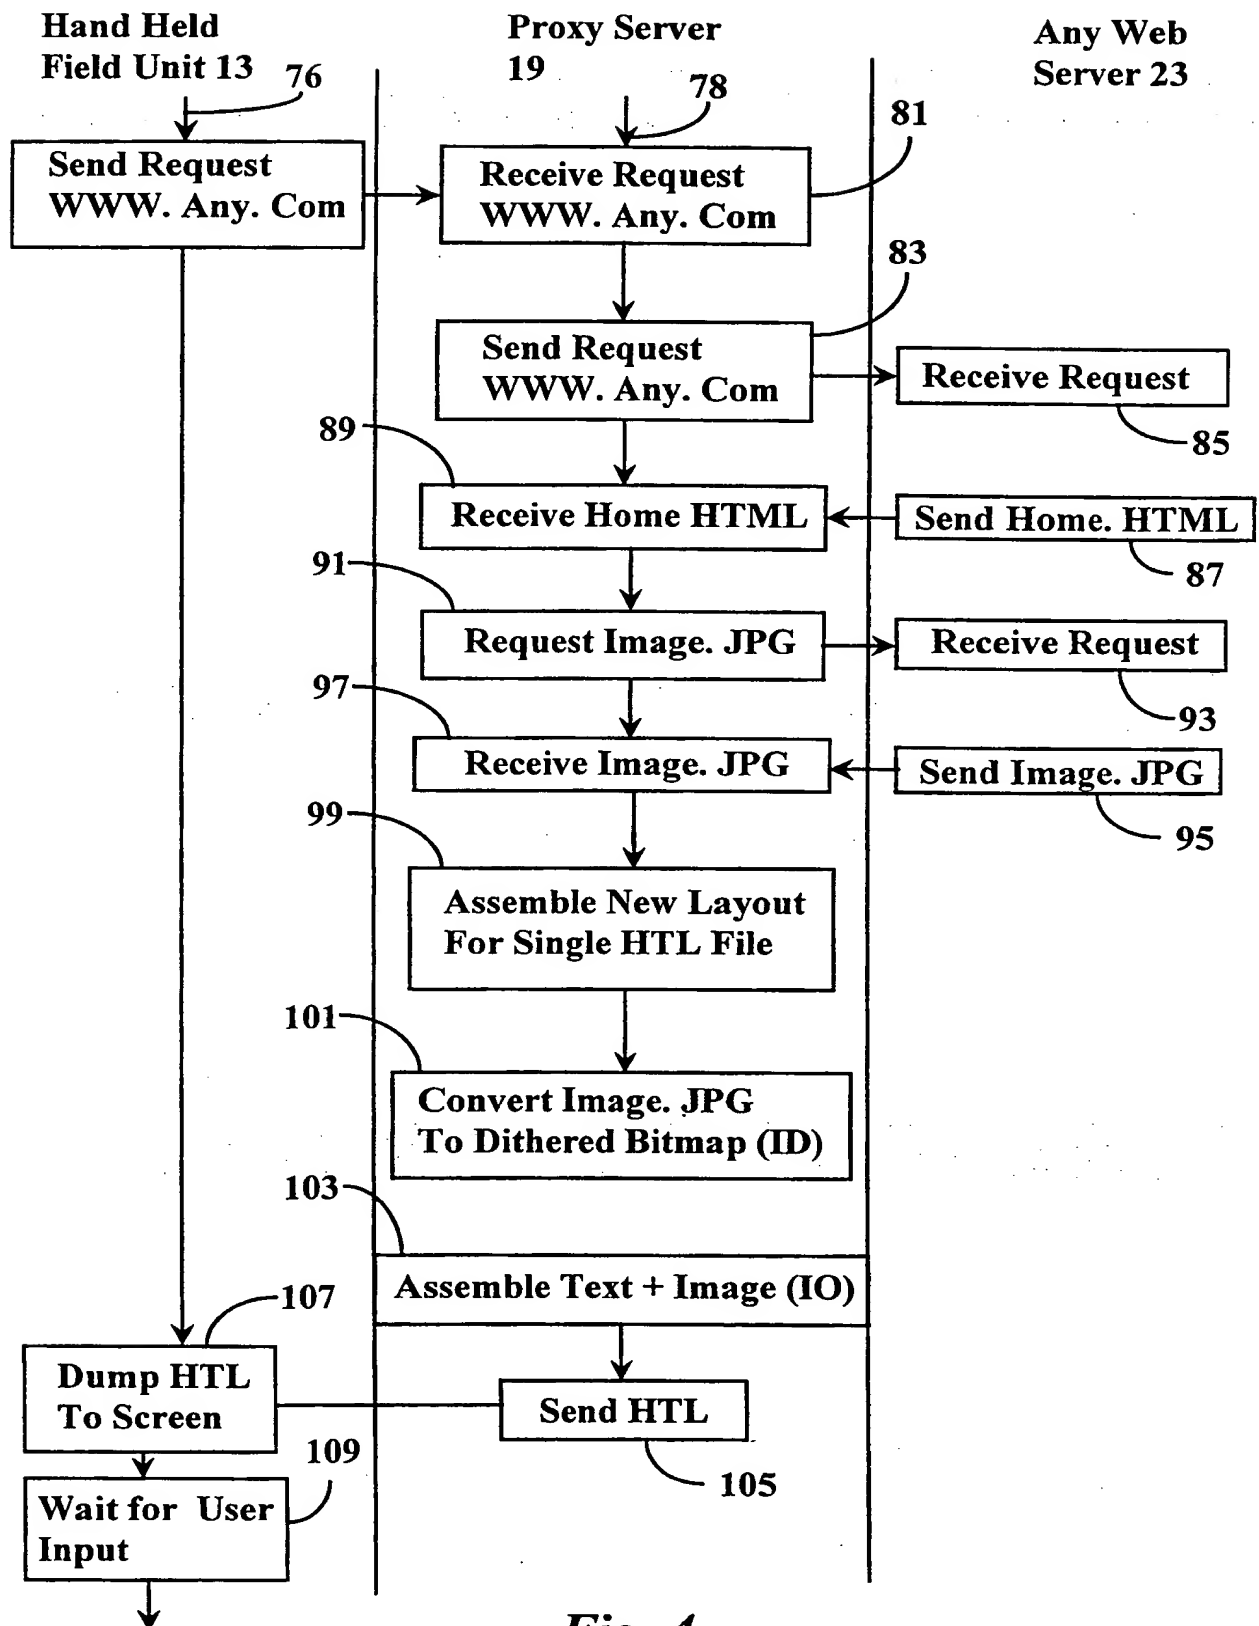 Hand Held
Field Unit 13
76
Proxy Server
19
78
Any Web
Server 23
81
Send Request
WWW. Any. Com
Receive Request
WWW. Any. Com
83
Send Request
WWW. Any. Com
Receive Request
85
89
Receive Home HTML
Send Home. HTML
87
91
Request Image. JPG
Receive Request
93
97
Receive Image. JPG
Send Image. JPG
95
99
Assemble New Layout
For Single HTL File
101
Convert Image. JPG
To Dithered Bitmap (ID)
103
Assemble Text + Image (IO)
107
Dump HTL
To Screen
Send HTL
105
109
Wait for User
Input
Fig. 4